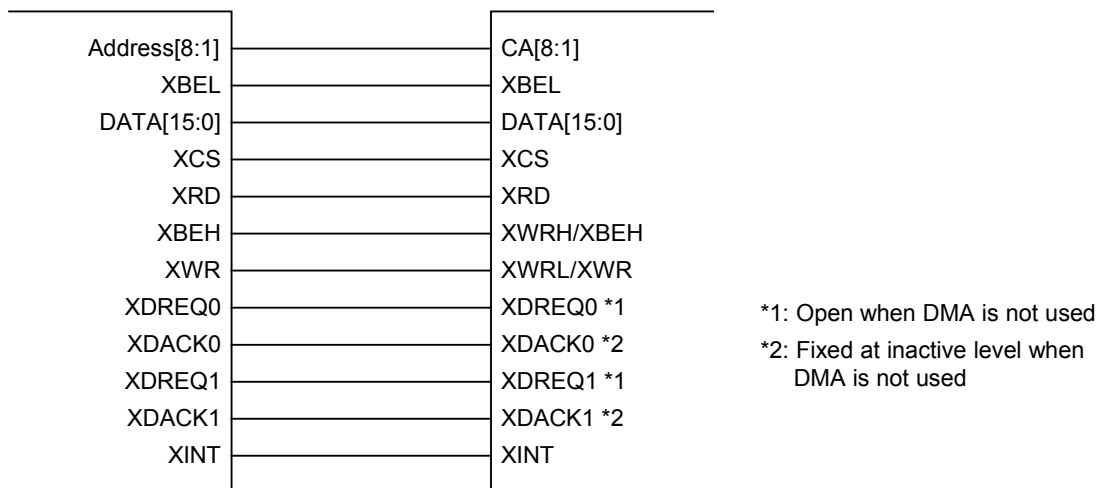 Address[8:1] CA[8:1]
XBEL XBEL
DATA[15:0] DATA[15:0]
XCS XCS
XRD XRD
XBEH XWRH/XBEH
XWR XWRL/XWR
XDREQ0 XDREQ0 *1
XDACK0 XDACK0 *2
XDREQ1 XDREQ1 *1
XDACK1 XDACK1 *2
XINT XINT
*1: Open when DMA is not used
*2: Fixed at inactive level when
DMA is not used